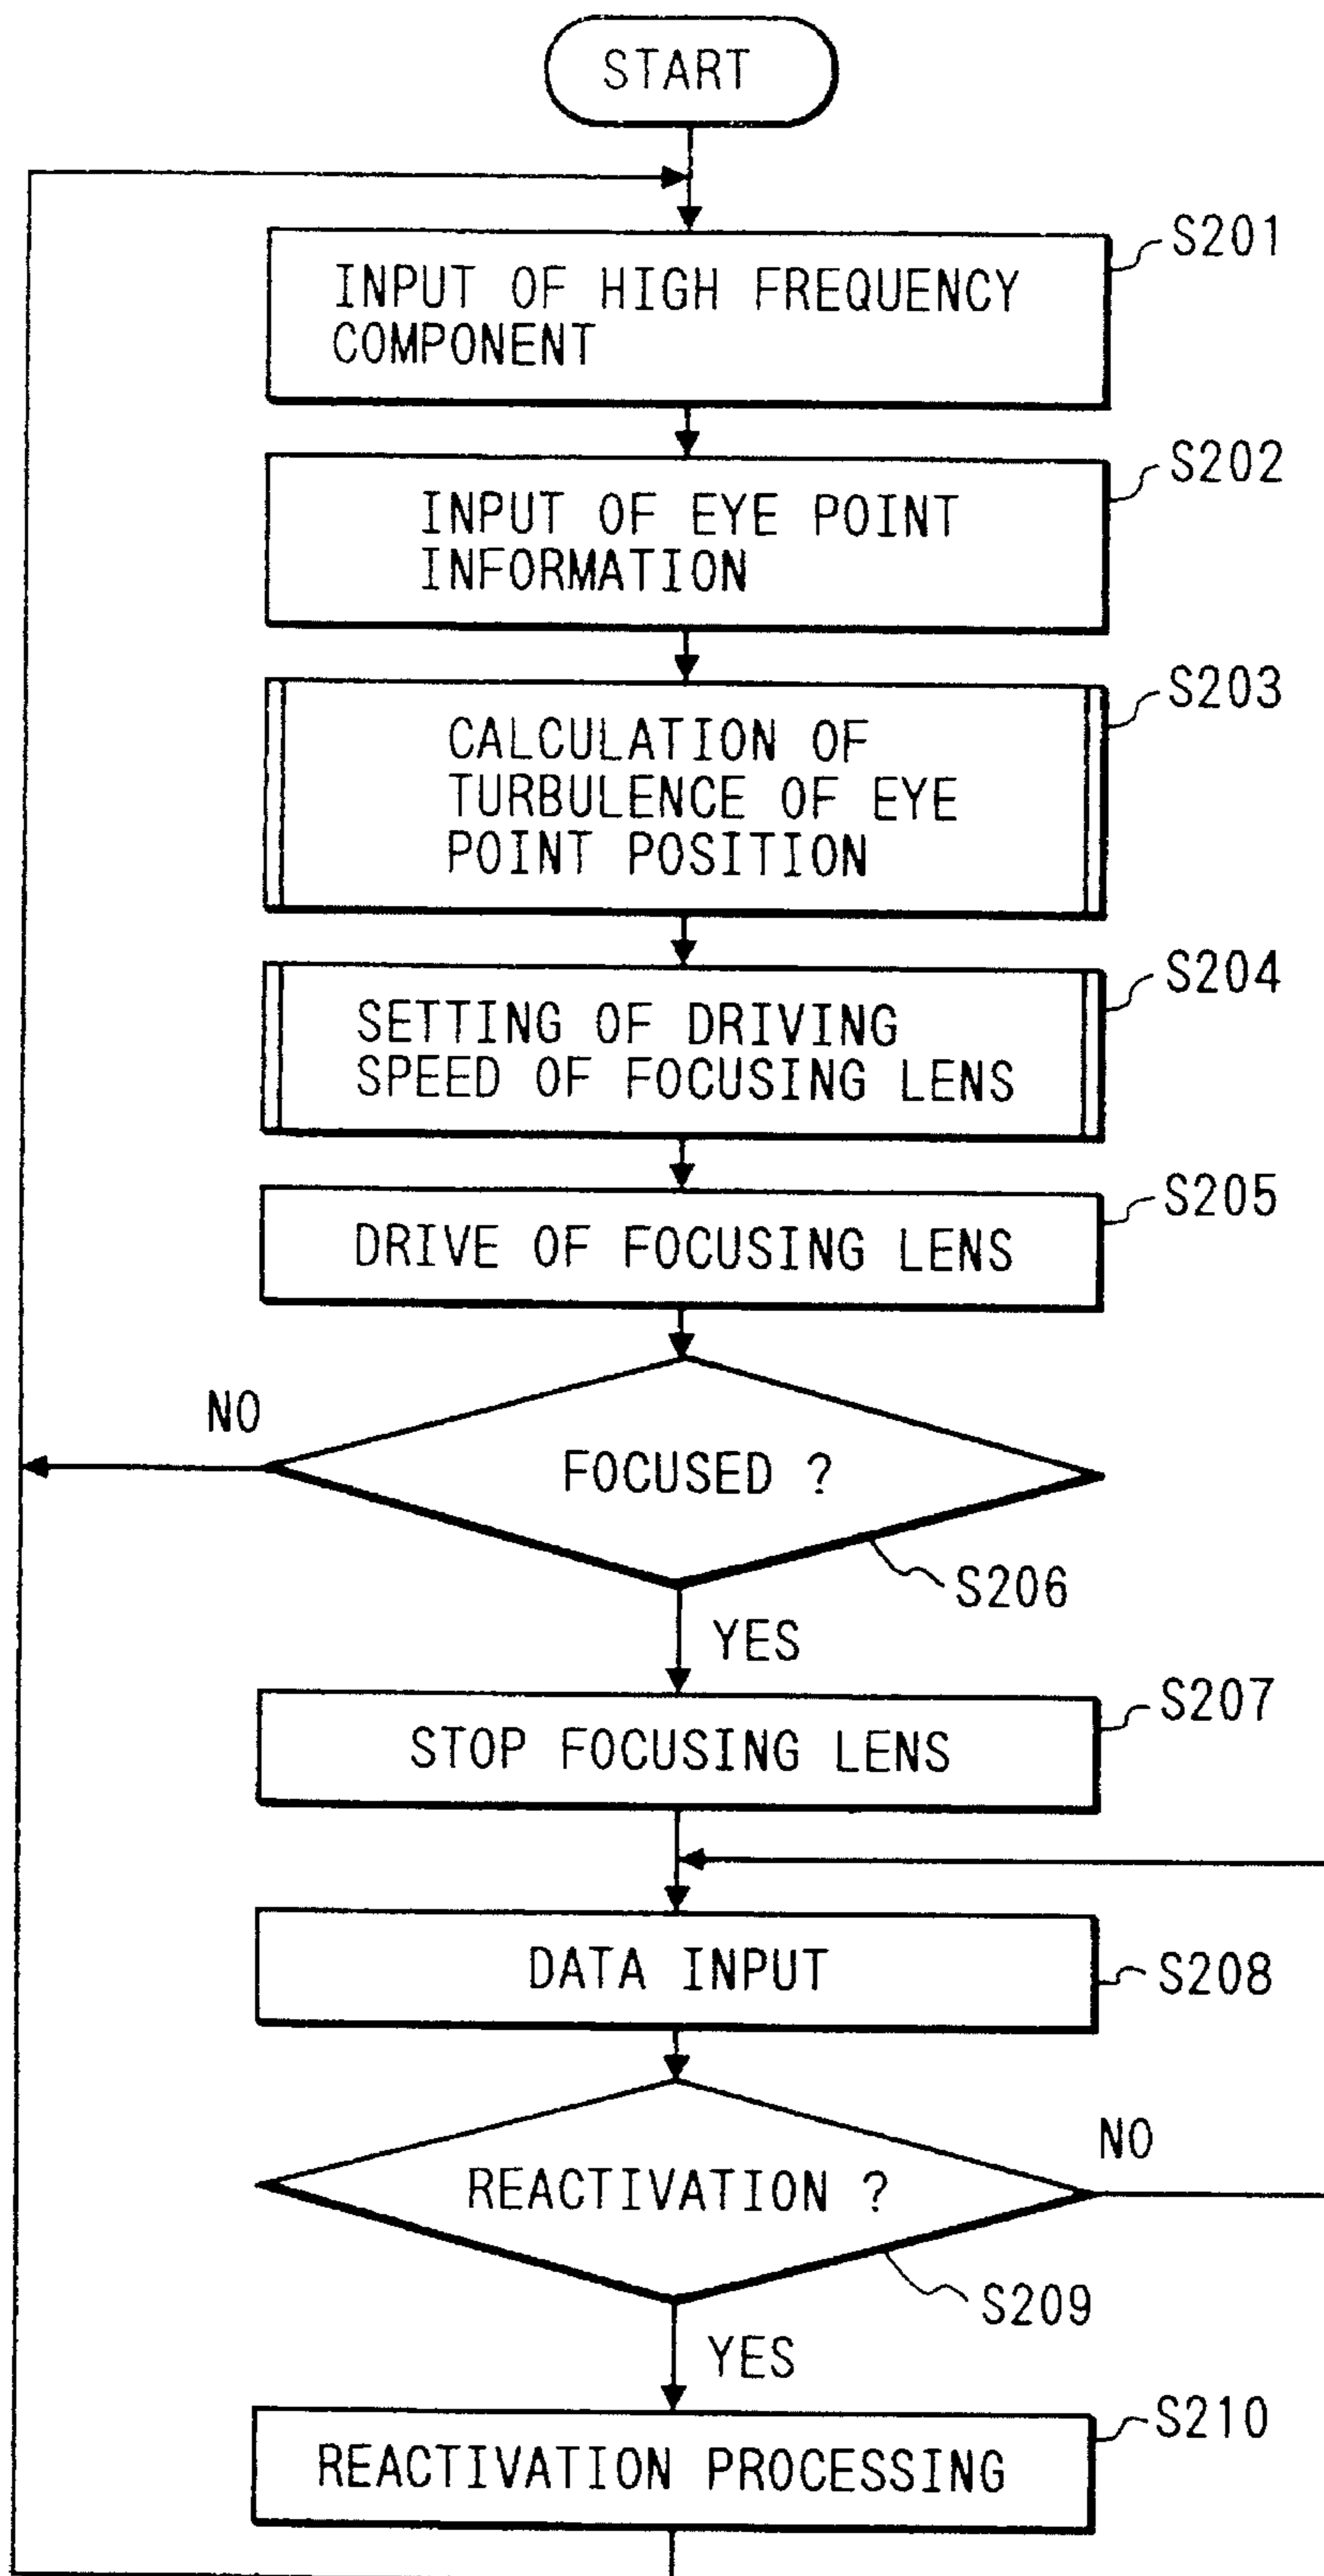 START
S201
INPUT OF HIGH FREQUENCY
COMPONENT
S202
INPUT OF EYE POINT
INFORMATION
S203
CALCULATION OF
TURBULENCE OF EYE
POINT POSITION
S204
SETTING OF DRIVING
SPEED OF FOCUSING LENS
S205
DRIVE OF FOCUSING LENS
NO
FOCUSED ?
S206
YES
S207
STOP FOCUSING LENS
DATA INPUT
S208
NO
REACTIVATION ?
S209
YES
S210
REACTIVATION PROCESSING